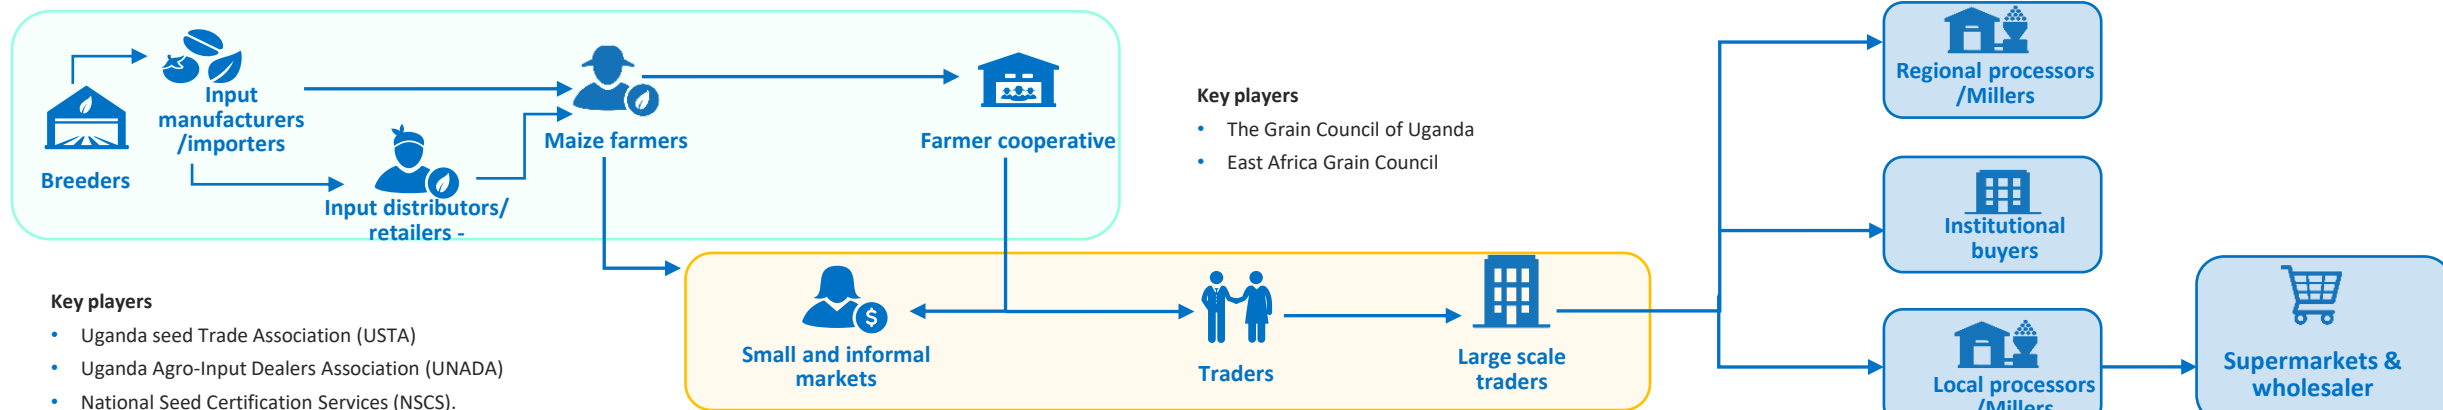 Breeders
Input
manufacturers
/importers
Input distributors/
retailers -
Maize farmers
Farmer cooperative
Key players
• Uganda seed Trade Association (USTA)
• Uganda Agro-Input Dealers Association (UNADA)
• National Seed Certification Services (NSCS).
Key players
• The Grain Council of Uganda
• East Africa Grain Council
$
Small and informal
markets
Traders
Large scale
traders
Regional processors
/Millers
Institutional
buyers
Local processors
/Millers
Supermarkets &
wholesaler